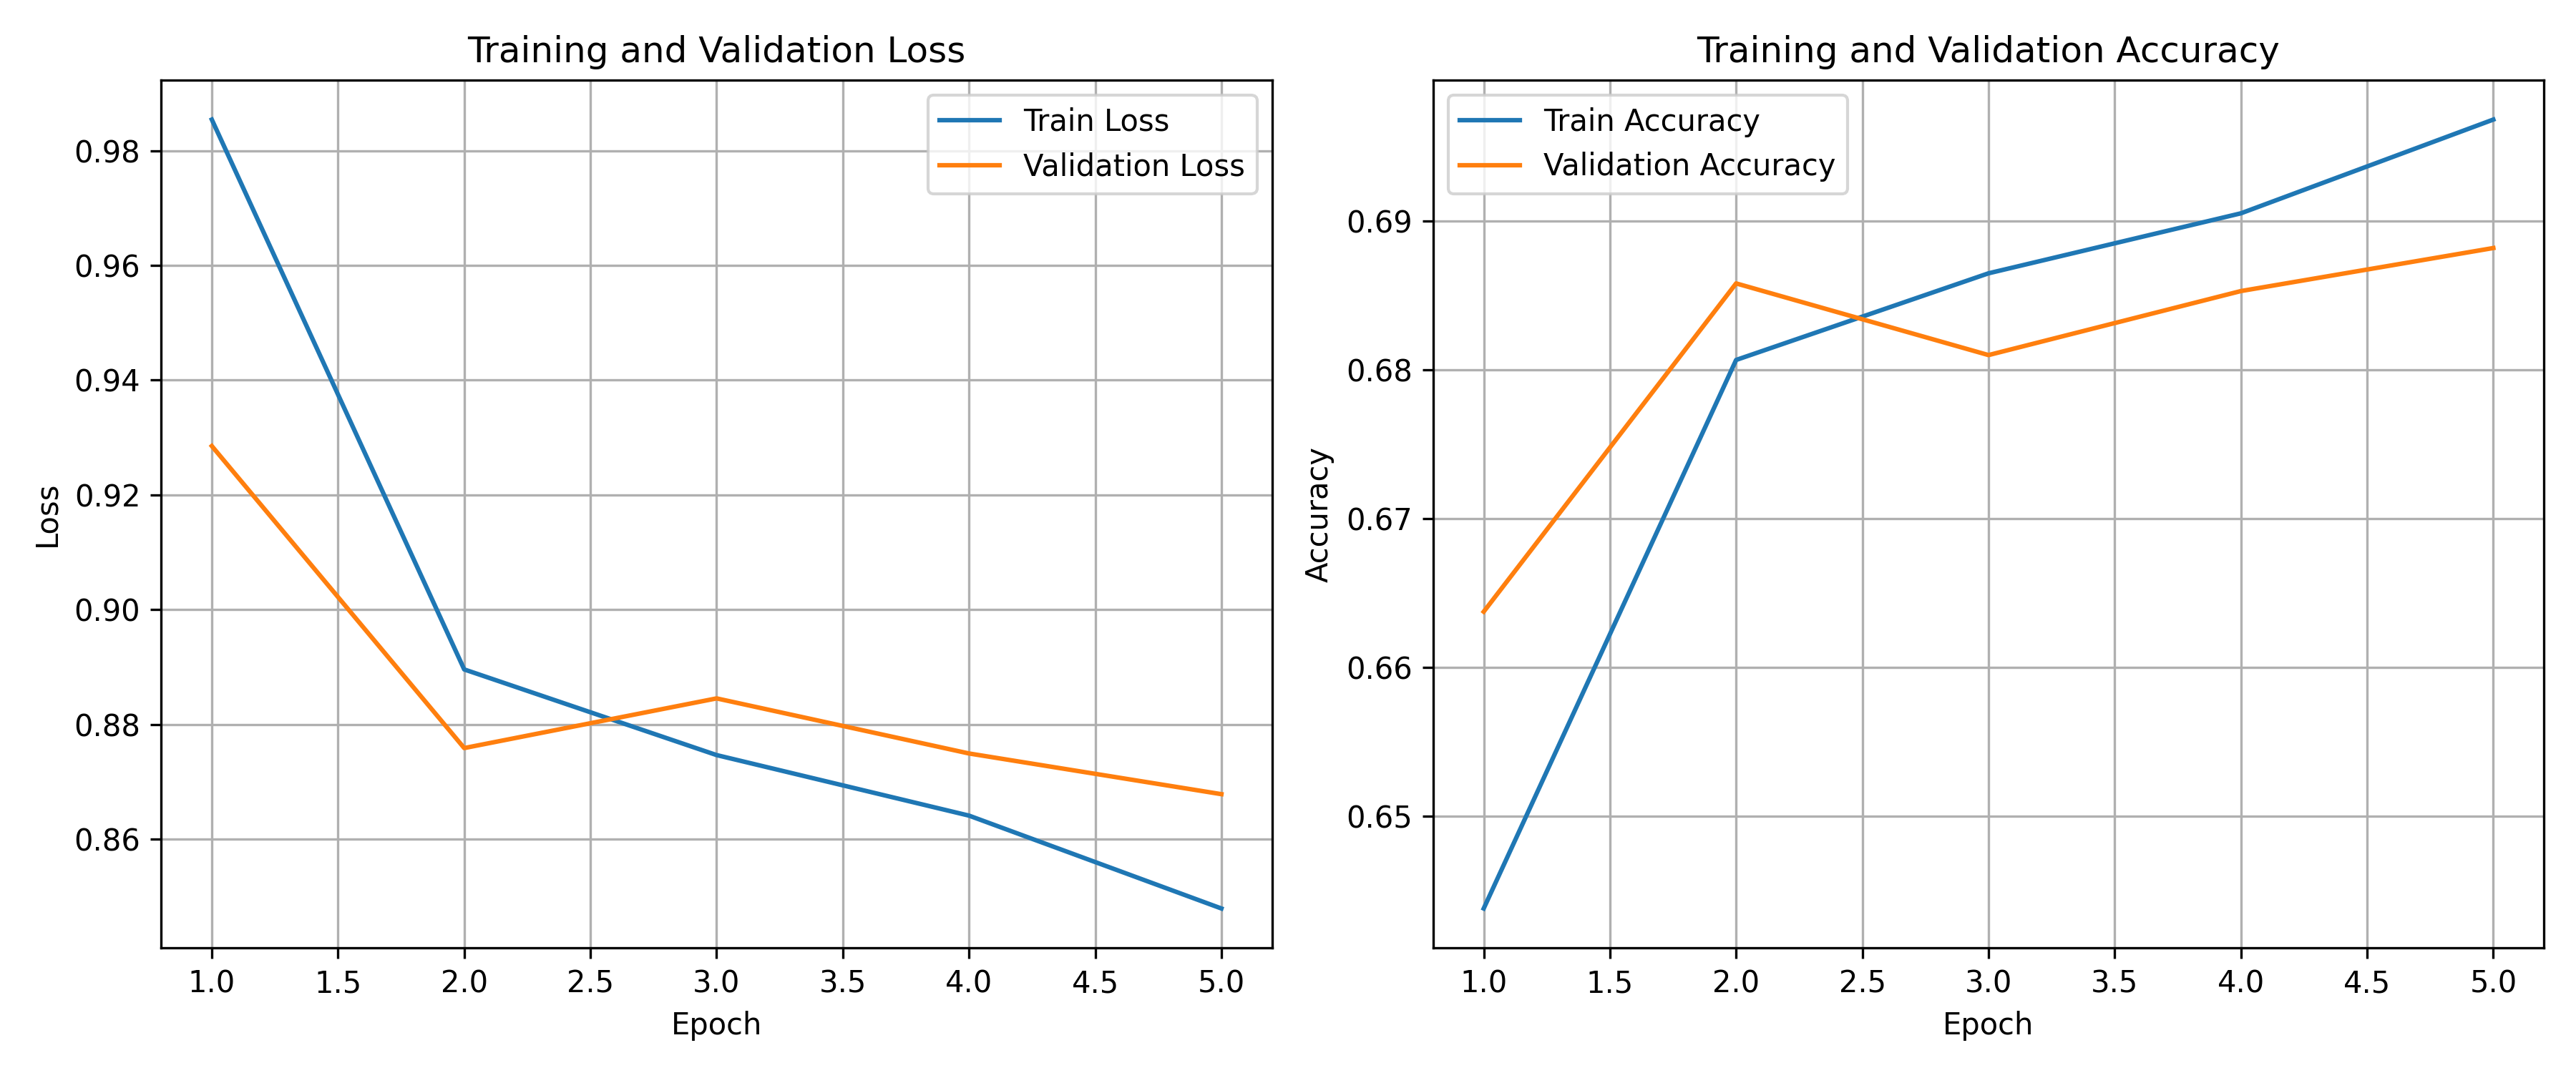 Training and Validation Loss
Train Loss
Validation Loss
0.98
0.96
0.94
0.92
0.90
0.88
0.86
Loss
1.0 1.5 2.0 2.5 3.0 3.5 4.0 4.5 5.0
Epoch
Training and Validation Accuracy
Train Accuracy
Validation Accuracy
0.69
0.68
0.67
0.66
0.65
Accuracy
1.0 1.5 2.0 2.5 3.0 3.5 4.0 4.5 5.0
Epoch